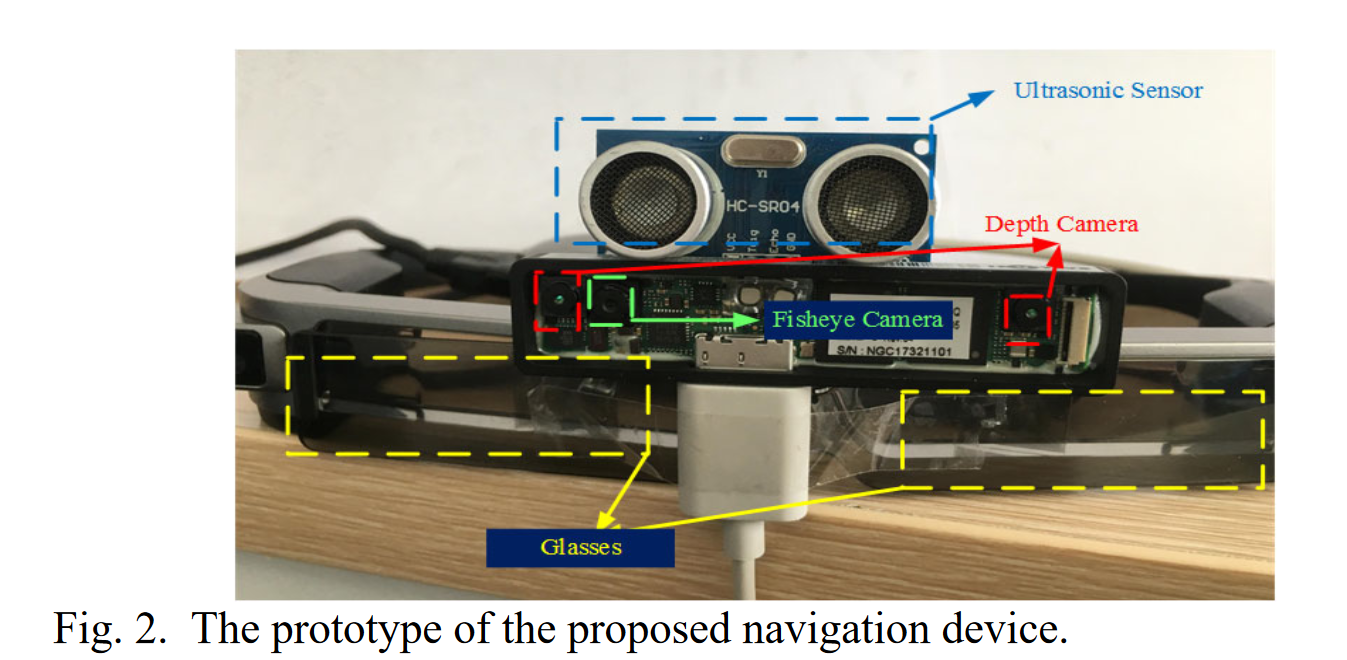 Ultrasonic Sensor
Y1
HC-SR04
VCC
Trig
Echo
GND
Depth Camera
Fisheye Camera
S/N : NGC17321101
Glasses
Fig. 2. The prototype of the proposed navigation device.